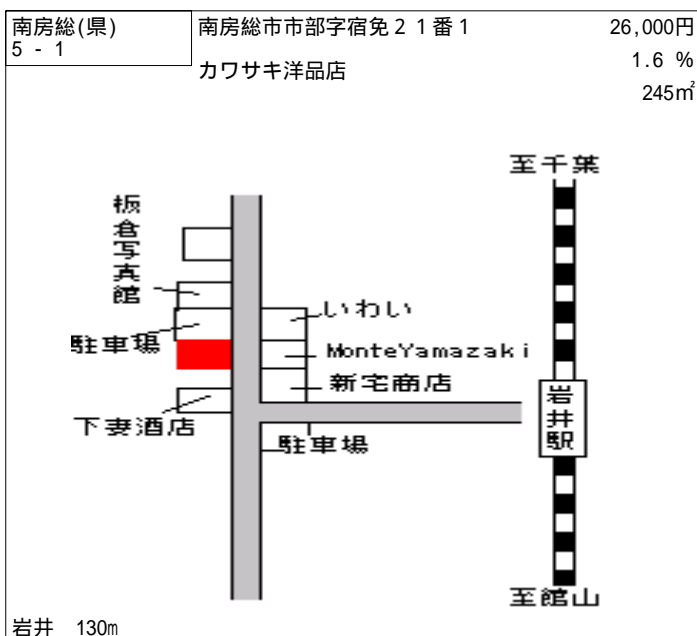 南房総(県)
5 - 1
南房総市市部字宿免２１番１
26,000円
カワサキ洋品店
1.6 %
245㎡
至千葉
板倉写真館
いわい
駐車場
MonteYamazaki
新宅商店
岩井駅
下妻酒店
駐車場
至館山
岩井 130m